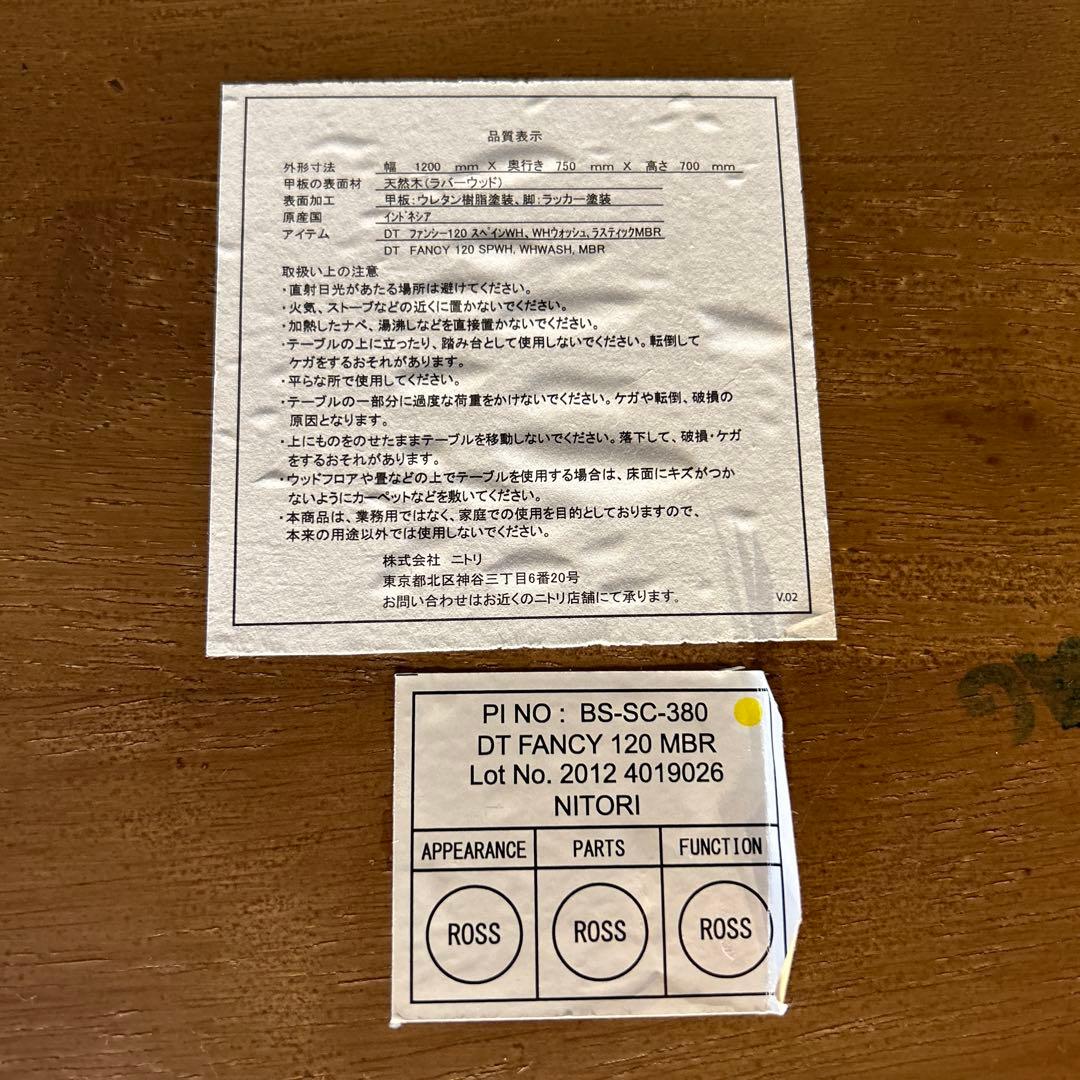 品質表示
外形寸法 幅 1200 mm X 奥行き 750 mm X 高さ 700 mm
甲板の表面材 天然木(ラバーウッド)
表面加工 甲板:ウレタン樹脂塗装、脚:ラッカー塗装
原産国 インドネシア
アイテム DT ファンシー120 スペインWH、WHウォッシュ、ラスティックMBR
DT FANCY 120 SPWH, WHWASH, MBR
取扱い上の注意
・直射日光があたる場所は避けてください。
・火気、ストーブなどの近くに置かないでください。
・加熱したナベ、湯沸しなどを直接置かないでください。
・テーブルの上に立ったり、踏み台として使用しないでください。転倒して
ケガをするおそれがあります。
・平らな所で使用してください。
・テーブルの一部分に過度な荷重をかけないでください。ケガや転倒、破損の
原因となります。
・上にものをのせたままテーブルを移動しないでください。落下して、破損・ケガ
をするおそれがあります。
・ウッドフロアや畳などの上でテーブルを使用する場合は、床面にキズがつか
ないようにカーペットなどを敷いてください。
・本商品は、業務用ではなく、家庭での使用を目的としておりますので、
本来の用途以外では使用しないでください。
株式会社 ニトリ
東京都北区神谷三丁目6番20号
お問い合わせはお近くのニトリ店舗にて承ります。
V.02
PI NO : BS-SC-380
DT FANCY 120 MBR
Lot No. 2012 4019026
NITORI
APPEARANCE PARTS FUNCTION
ROSS ROSS ROSS